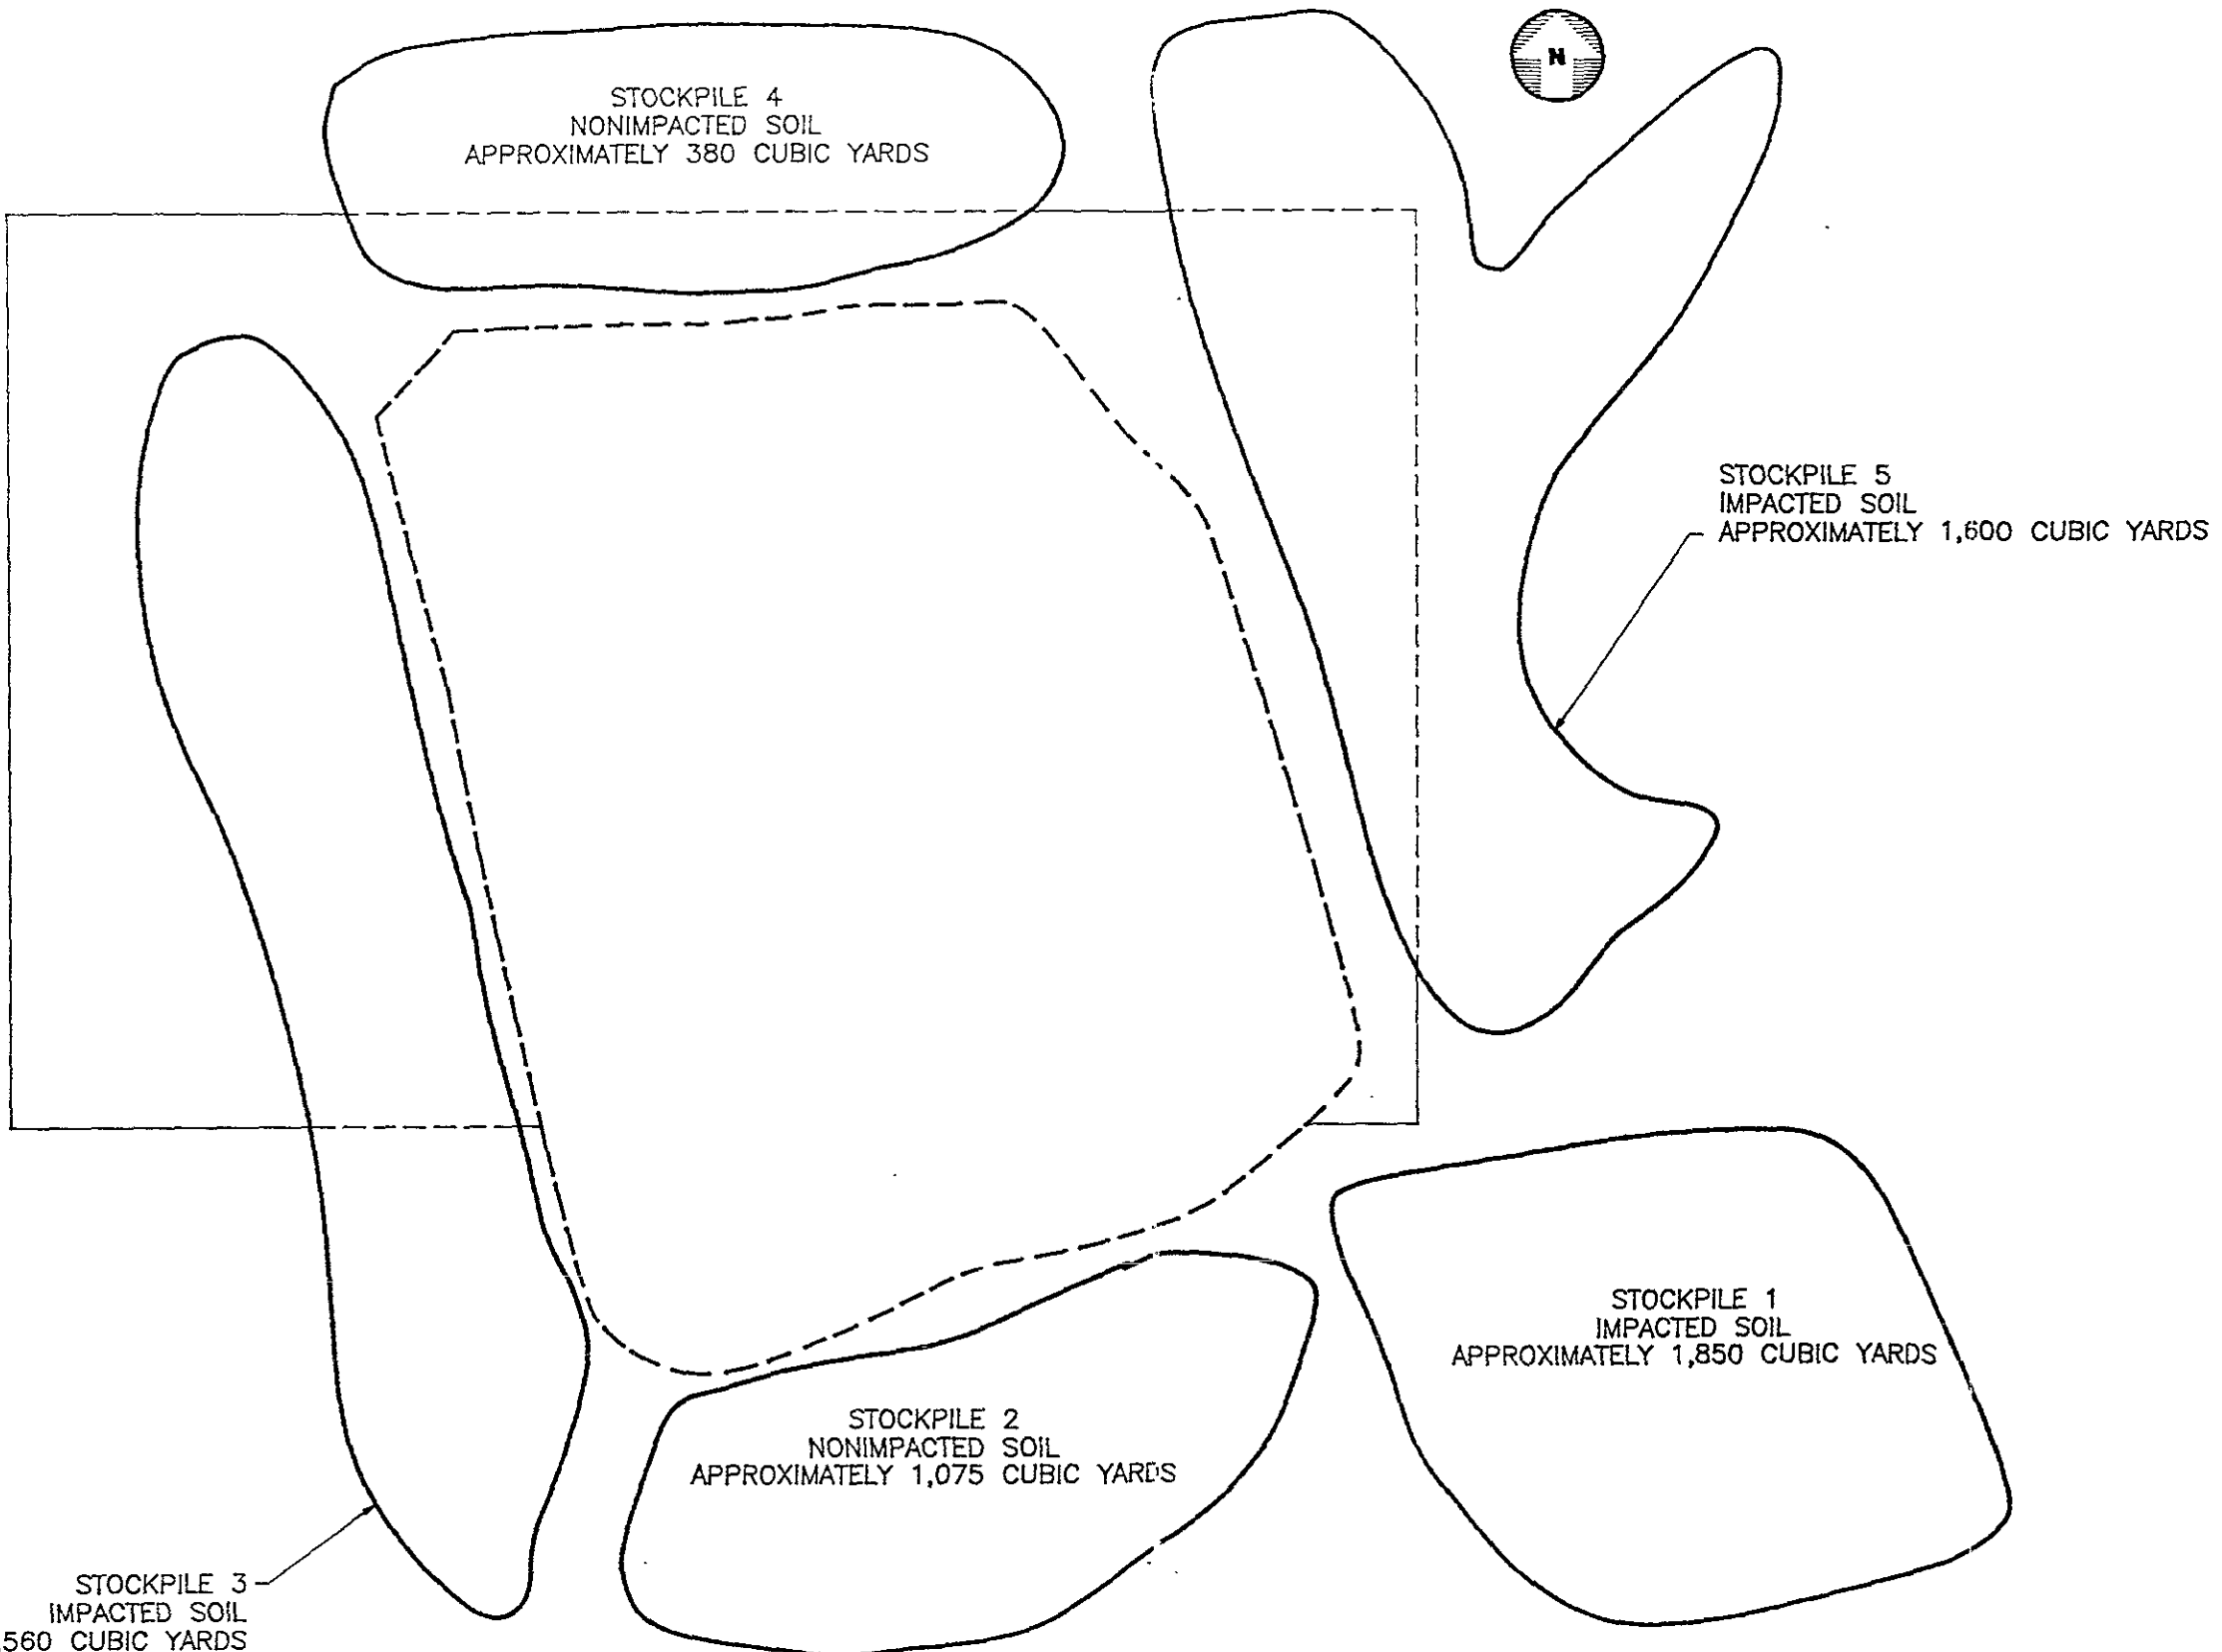 STOCKPILE 4
NONIMPACTED SOIL
APPROXIMATELY 380 CUBIC YARDS
N
STOCKPILE 5
IMPACTED SOIL
APPROXIMATELY 1,600 CUBIC YARDS
STOCKPILE 1
IMPACTED SOIL
APPROXIMATELY 1,850 CUBIC YARDS
STOCKPILE 2
NONIMPACTED SOIL
APPROXIMATELY 1,075 CUBIC YARDS
STOCKPILE 3
IMPACTED SOIL
560 CUBIC YARDS